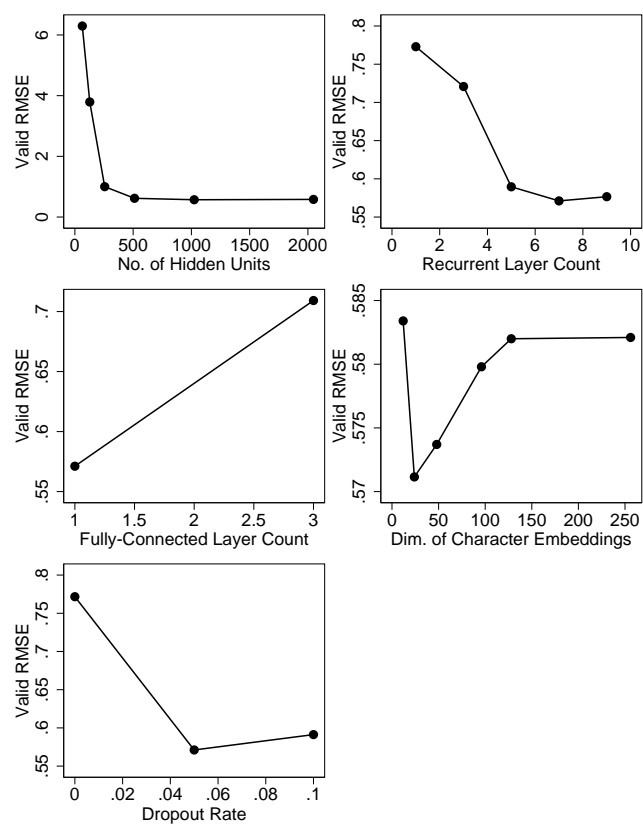 Valid RMSE
6
4
2
0
0 500 1000 1500 2000
No. of Hidden Units
Valid RMSE
.8
.75
.7
.65
.6
.55
0 2 4 6 8 10
Recurrent Layer Count
Valid RMSE
.7
.65
.6
.55
1 1.5 2 2.5 3
Fully-Connected Layer Count
Valid RMSE
.585
.58
.575
.57
0 50 100 150 200 250
Dim. of Character Embeddings
Valid RMSE
.8
.75
.7
.65
.6
.55
0 .02 .04 .06 .08 .1
Dropout Rate